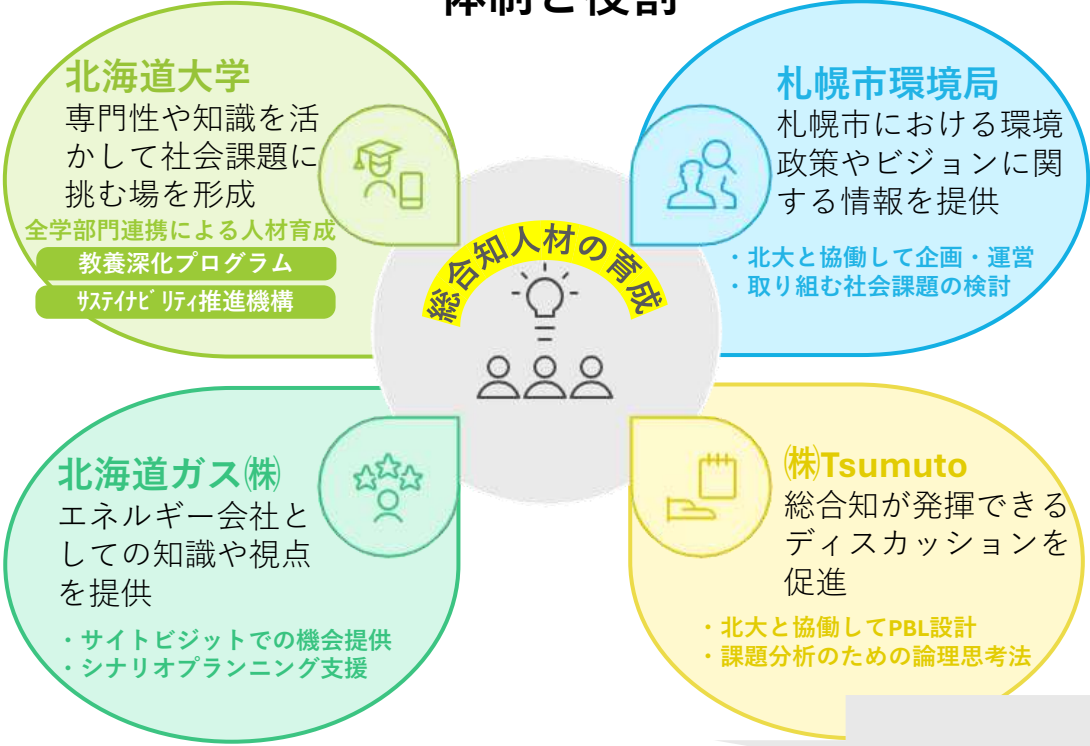 体制と役割
北海道大学
専門性や知識を活
かして社会課題に
挑む場を形成
全学部門連携による人材育成
教養深化プログラム
ｻｽﾃｲﾅﾋﾞﾘﾃｨ推進機構
札幌市環境局
札幌市における環境
政策やビジョンに関
する情報を提供
・北大と協働して企画・運営
・取り組む社会課題の検討
総合知人材の育成
北海道ガス㈱
エネルギー会社と
しての知識や視点
を提供
・サイトビジットでの機会提供
・シナリオプランニング支援
㈱Tsumuto
総合知が発揮できる
ディスカッションを
促進
・北大と協働してPBL設計
・課題分析のための論理思考法